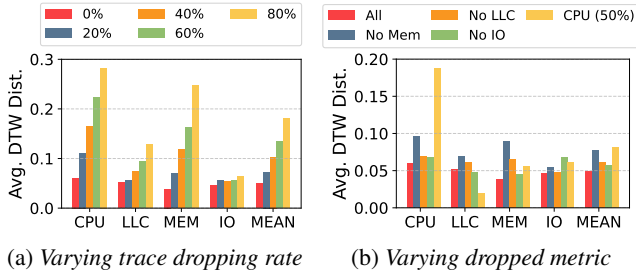 0% 40% 80%
20% 60%
Avg. DTW Dist.
0.3
0.2
0.1
0.0
CPU LLC MEM IO MEAN
(a) Varying trace dropping rate
All No LLC CPU (50%)
No Mem No IO
Avg. DTW Dist.
0.20
0.15
0.10
0.05
0.00
CPU LLC MEM IO MEAN
(b) Varying dropped metric